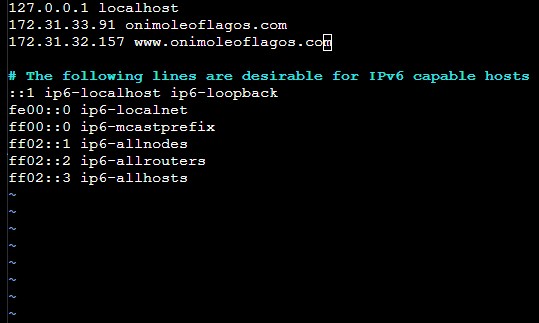 127.0.0.1 localhost
172.31.33.91 onimoleoflagos.com
172.31.32.157 www.onimoleoflagos.com
# The following lines are desirable for IPv6 capable hosts
::1 ip6-localhost ip6-loopback
fe00::0 ip6-localnet
ff00::0 ip6-mcastprefix
ff02::1 ip6-allnodes
ff02::2 ip6-allrouters
ff02::3 ip6-allhosts
~
~
~
~
~
~
~
~